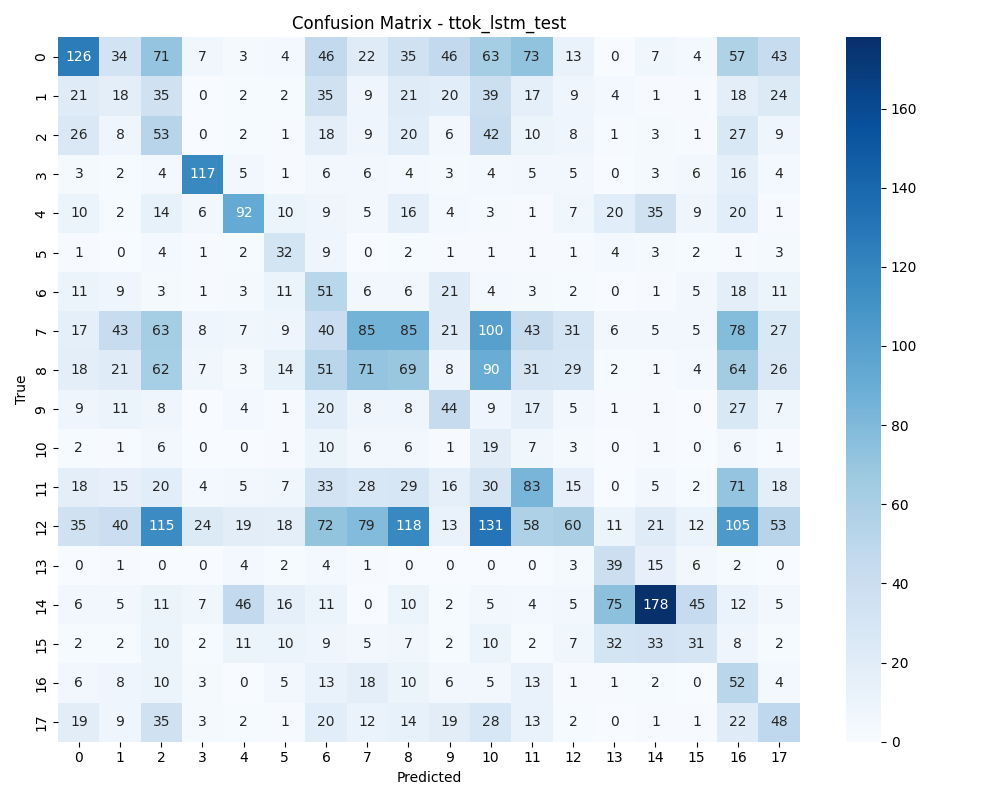 Confusion Matrix - ttok_lstm_test
0 126 34 71 7 3 4 46 22 35 46 63 73 13 0 7 4 57 43
1 21 18 35 0 2 2 35 9 21 20 39 17 9 4 1 1 18 24
2 26 8 53 0 2 1 18 9 20 6 42 10 8 1 3 1 27 9
3 3 2 4 117 5 1 6 6 4 3 4 5 5 0 3 6 16 4
4 10 2 14 6 92 10 9 5 16 4 3 1 7 20 35 9 20 1
5 1 0 4 1 2 32 9 0 2 1 1 1 1 4 3 2 1 3
6 11 9 3 1 3 11 51 6 6 21 4 3 2 0 1 5 18 11
7 17 43 63 8 7 9 40 85 85 21 100 43 31 6 5 5 78 27
8 18 21 62 7 3 14 51 71 69 8 90 31 29 2 1 4 64 26
9 9 11 8 0 4 1 20 8 8 44 9 17 5 1 1 0 27 7
10 2 1 6 0 0 1 10 6 6 1 19 7 3 0 1 0 6 1
11 18 15 20 4 5 7 33 28 29 16 30 83 15 0 5 2 71 18
12 35 40 115 24 19 18 72 79 118 13 131 58 60 11 21 12 105 53
13 0 1 0 0 4 2 4 1 0 0 0 0 3 39 15 6 2 0
14 6 5 11 7 46 16 11 0 10 2 5 4 5 75 178 45 12 5
15 2 2 10 2 11 10 9 5 7 2 10 2 7 32 33 31 8 2
16 6 8 10 3 0 5 13 18 10 6 5 13 1 1 2 0 52 4
17 19 9 35 3 2 1 20 12 14 19 28 13 2 0 1 1 22 48
0 1 2 3 4 5 6 7 8 9 10 11 12 13 14 15 16 17
Predicted
True
160
140
120
100
80
60
40
20
0